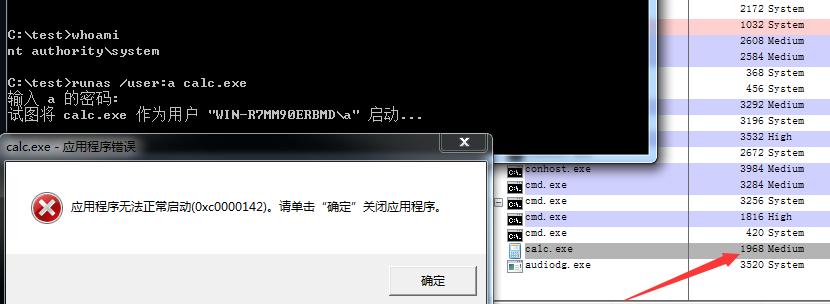 C:\test>whoami
nt authority\system
C:\test>runas /user:a calc.exe
输入 a 的密码:
试图将 calc.exe 作为用户 "WIN-R7MM90ERBMD\a" 启动...
calc.exe - 应用程序错误
应用程序无法正常启动(0xc0000142)。请单击“确定”关闭应用程序。
确定
2172 System
1032 System
2608 Medium
2584 Medium
368 System
456 System
3292 Medium
3196 System
3532 High
2672 System
conhost.exe 3984 Medium
cmd.exe 3284 Medium
cmd.exe 3256 System
cmd.exe 1816 High
cmd.exe 420 System
calc.exe 1968 Medium
audiodg.exe 3520 System